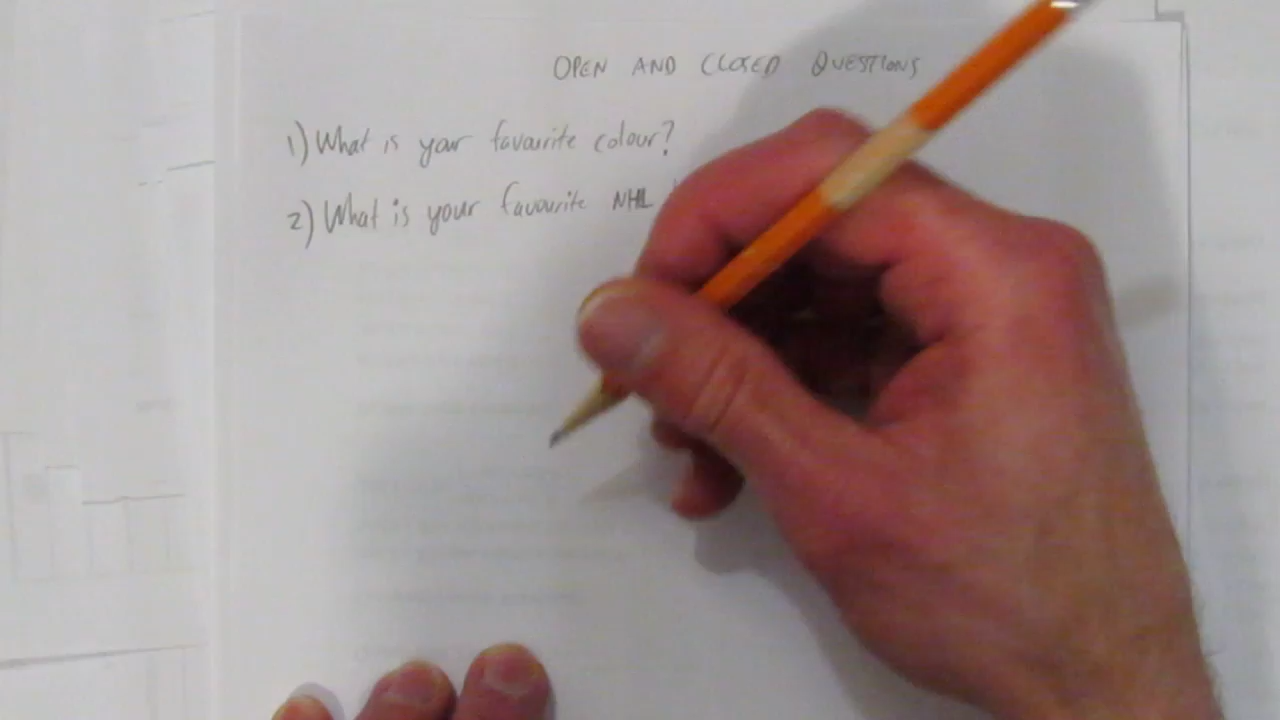 OPEN AND CLOSED QUESTIONS
1) What is your favourite colour?
2) What is your favourite NHL